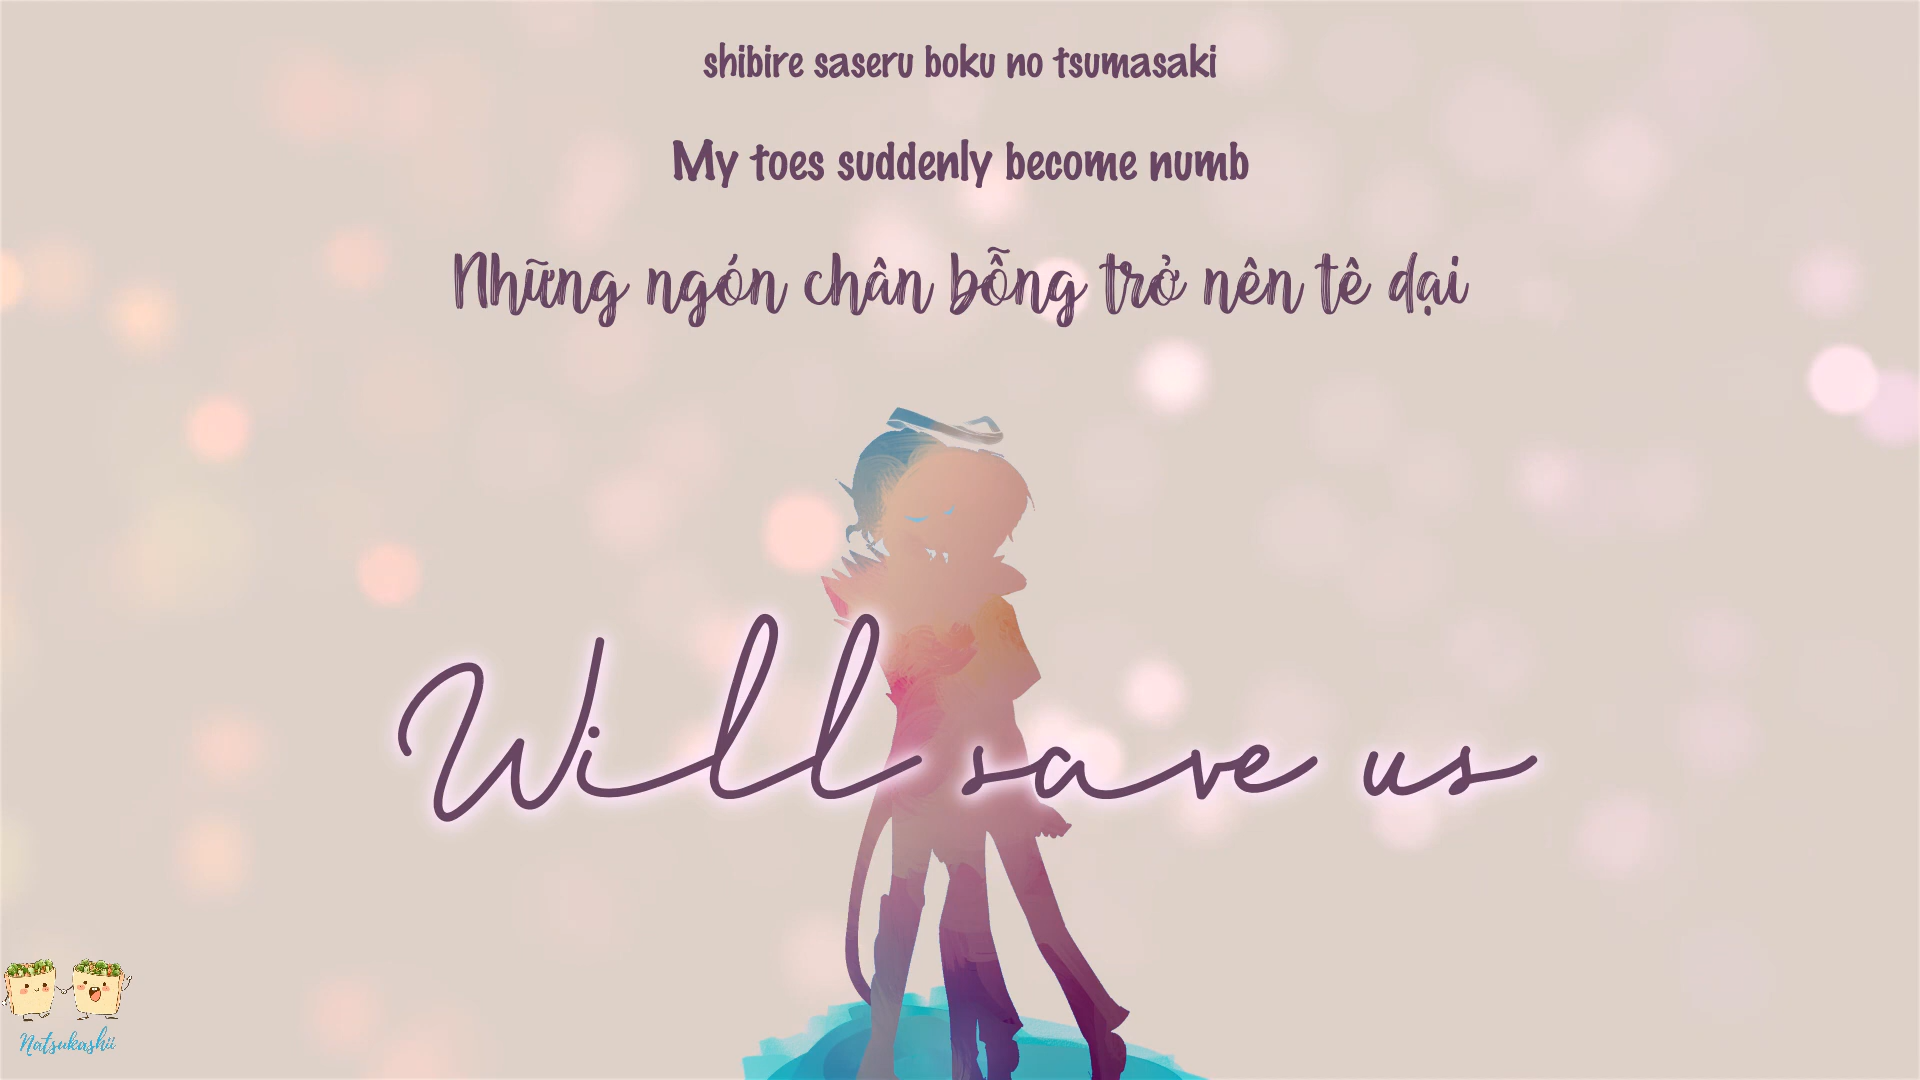 shibire saseru boku no tsumasaki
My toes suddenly become numb
Những ngón chân bỗng trở nên tê dại
Will save us
Natsukashii